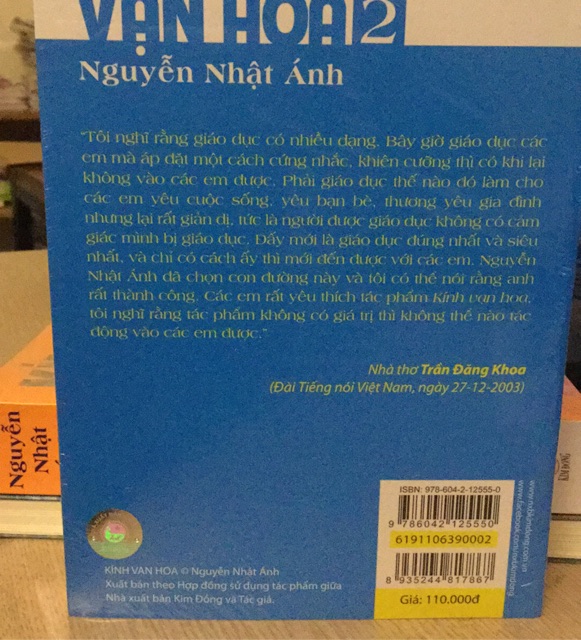 VẠN HOA 2
Nguyễn Nhật Ánh
"Tôi nghĩ rằng giáo dục có nhiều dạng. Bây giờ giáo dục các
em mà áp đặt một cách cứng nhắc, khiên cưỡng thì có khi lại
không vào các em được. Phải giáo dục thế nào đó làm cho
các em yêu cuộc sống, yêu bạn bè, thương yêu gia đình
nhưng lại rất giản dị, tức là người được giáo dục không có cảm
giác mình bị giáo dục. Đấy mới là giáo dục đúng nhất và siêu
nhất, và chỉ có cách ấy thì mới đến được với các em. Nguyễn
Nhật Ánh đã chọn con đường này và tôi có thể nói rằng anh
rất thành công. Các em rất yêu thích tác phẩm Kính vạn hoa,
tôi nghĩ rằng tác phẩm không có giá trị thì không thể nào tác
động vào các em được."
Nhà thơ Trần Đăng Khoa
(Đài Tiếng nói Việt Nam, ngày 27-12-2003)
Nguyễn
Nhật
KIM ĐỒNG
ISBN: 978-604-2-12555-0
9 786042 125550
6191106390002
8 935244 817867
Giá: 110.000đ
www.nxbkimdong.com.vn
www.facebook.com/nxbkimdong
KÍNH VẠN HOA © Nguyễn Nhật Ánh
Xuất bản theo Hợp đồng sử dụng tác phẩm giữa
Nhà xuất bản Kim Đồng và Tác giả.